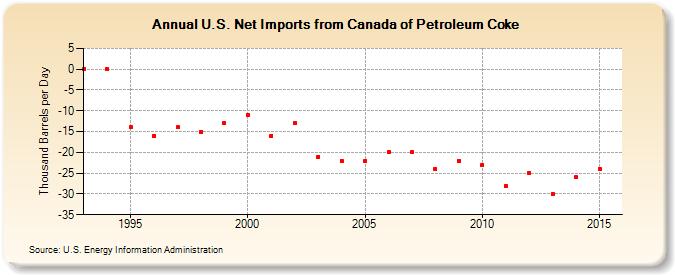 Annual U.S. Net Imports from Canada of Petroleum Coke
Thousand Barrels per Day
5
0
-5
-10
-15
-20
-25
-30
-35
1995 2000 2005 2010 2015
Source: U.S. Energy Information Administration